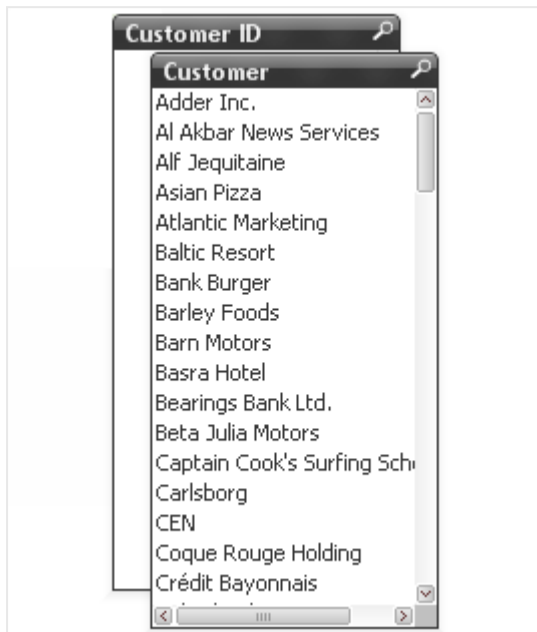 Customer ID
Customer
Adder Inc.
Al Akbar News Services
Alf Jequitaine
Asian Pizza
Atlantic Marketing
Baltic Resort
Bank Burger
Barley Foods
Barn Motors
Basra Hotel
Bearings Bank Ltd.
Beta Julia Motors
Captain Cook's Surfing
Carlsborg
CEN
Coque Rouge Holding
Crédit Bayonnais